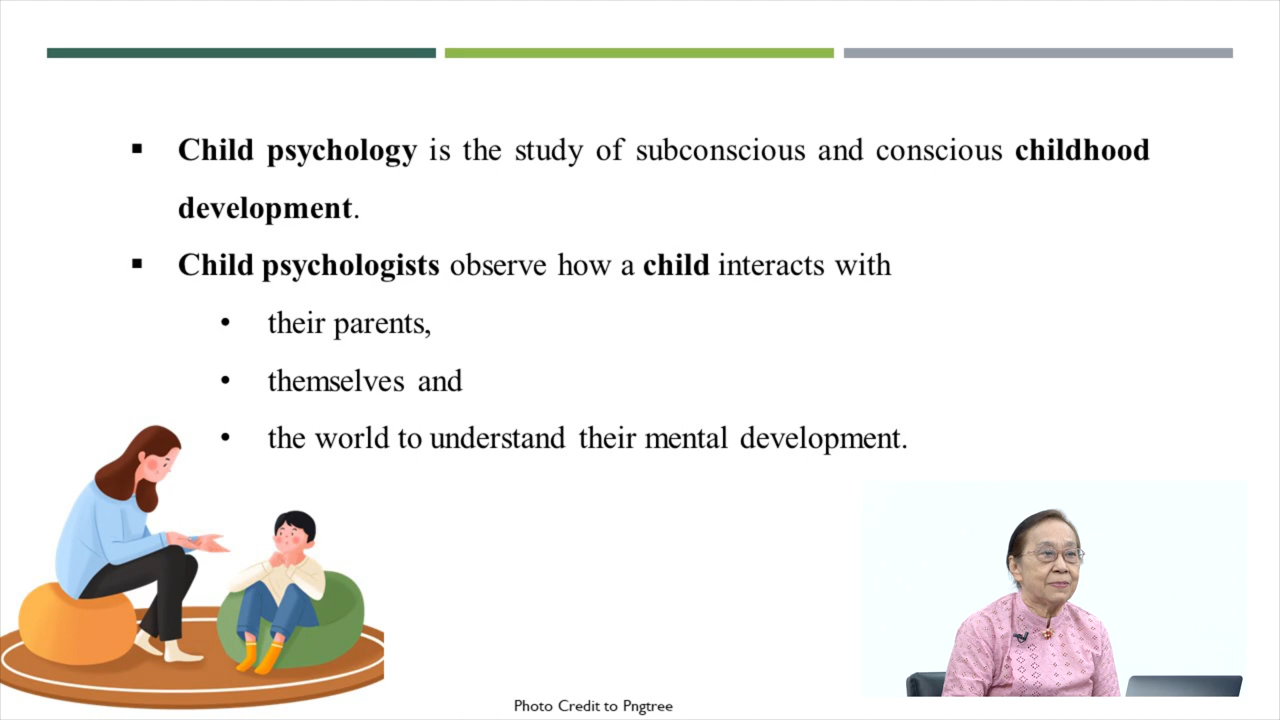 ▪ Child psychology is the study of subconscious and conscious childhood
development.
▪ Child psychologists observe how a child interacts with
• their parents,
• themselves and
• the world to understand their mental development.
Photo Credit to Pngtree